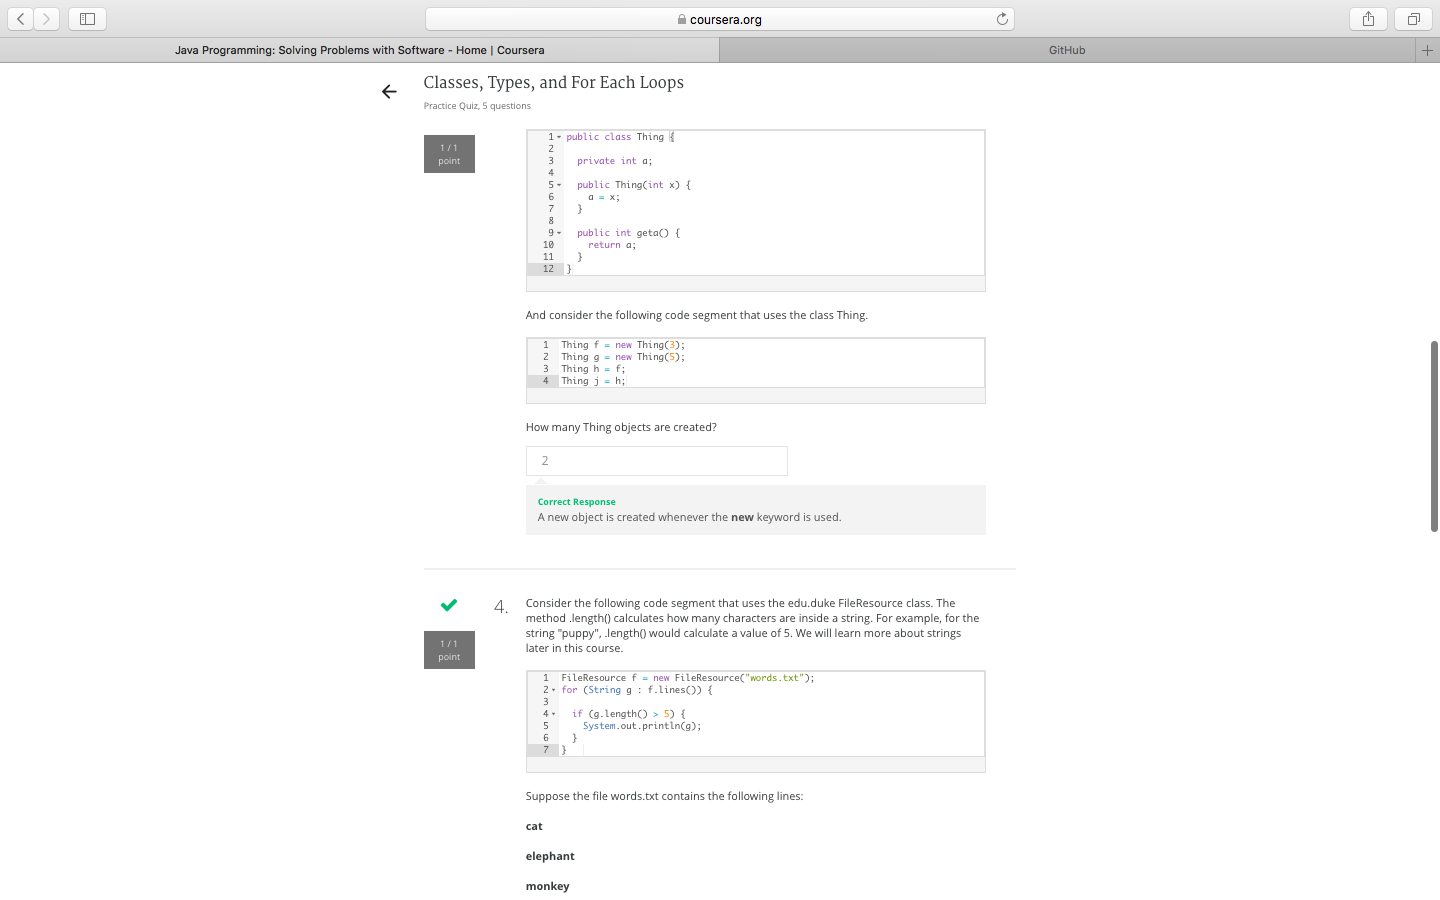 coursera.org
Java Programming: Solving Problems with Software - Home | Coursera
GitHub
Classes, Types, and For Each Loops
Practice Quiz, 5 questions
1 / 1
point
1 public class Thing {
2
3 private int a;
4
5 public Thing(int x) {
6 a = x;
7 }
8
9 public int geta() {
10 return a;
11 }
12 }
And consider the following code segment that uses the class Thing.
1 Thing f = new Thing(3);
2 Thing g = new Thing(5);
3 Thing h = f;
4 Thing j = h;
How many Thing objects are created?
2
Correct Response
A new object is created whenever the new keyword is used.
4.
Consider the following code segment that uses the edu.duke FileResource class. The
method .length() calculates how many characters are inside a string. For example, for the
string "puppy", .length() would calculate a value of 5. We will learn more about strings
later in this course.
1 / 1
point
1 FileResource f = new FileResource("words.txt");
2 for (String g : f.lines()) {
3
4 if (g.length() > 5) {
5 System.out.println(g);
6 }
7 }
Suppose the file words.txt contains the following lines:
cat
elephant
monkey